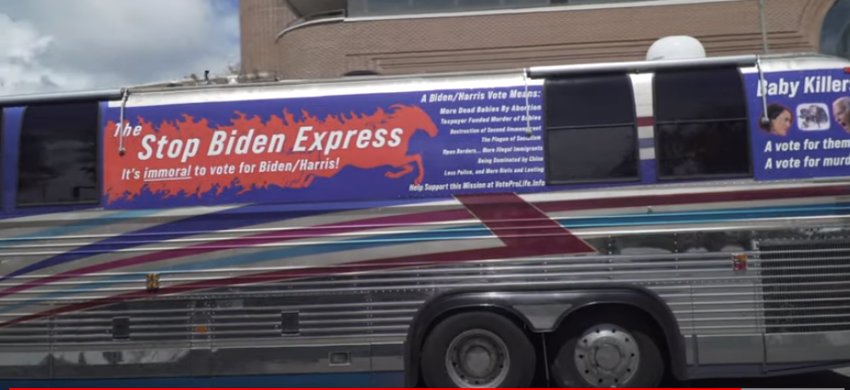 The
Stop Biden Express
It's immoral to vote for Biden/Harris!
A Biden/Harris Vote Means:
More Dead Babies By Abortion
Taxpayer Funded Murder of Babies
Destruction of Second Amendment
The Plague of Socialism
Open Borders... More Illegal Immigrants
Being Dominated by China
Less Police, and More Riots and Looting
Help Support this Mission at VoteProLife.Info
Baby Killer
A vote for them
A vote for murd